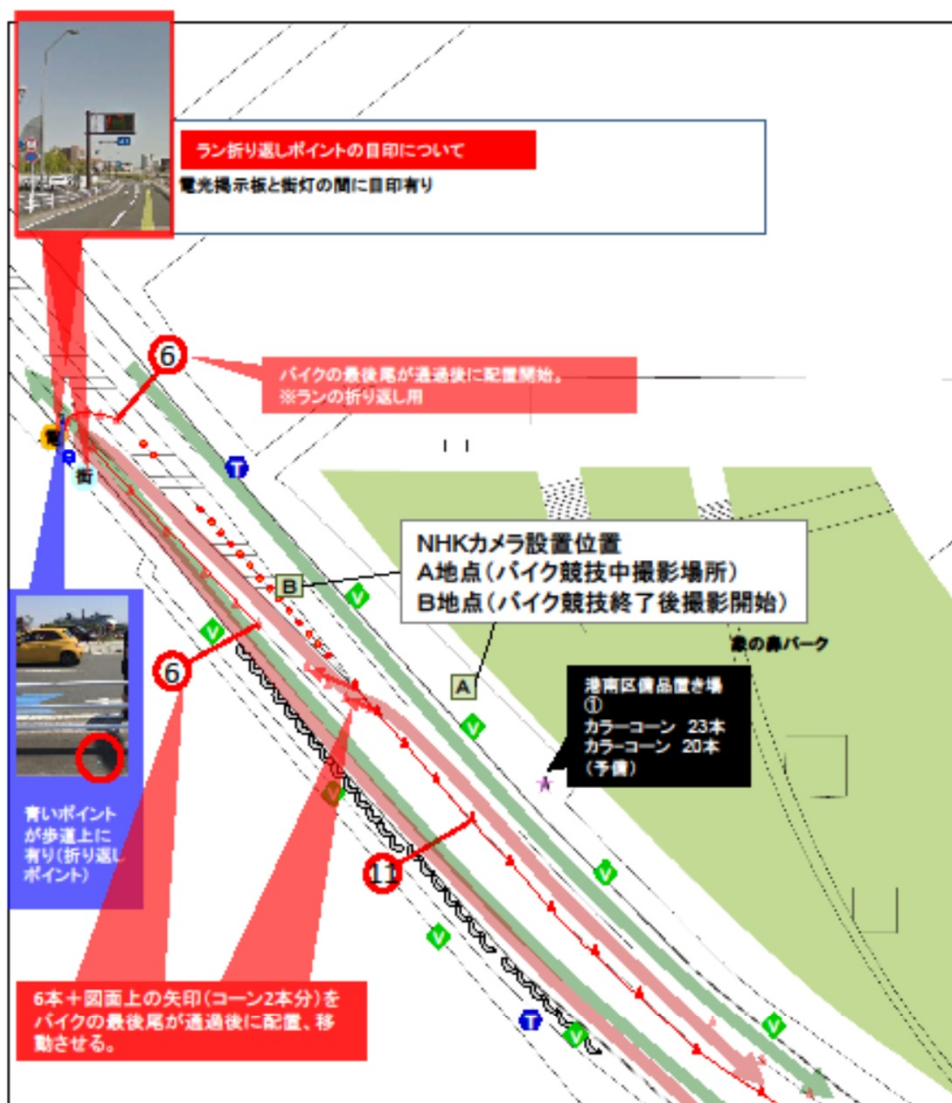 ラン折り返しポイントの目印について
電光掲示板と街灯の間に目印有り
6
バイクの最後尾が通過後に配置開始。
※ランの折り返し用
街
T
NHKカメラ設置位置
A地点(バイク競技中撮影場所)
B地点(バイク競技終了後撮影開始)
B
V
V
象の鼻パーク
6
A
港南区備品置き場
①
カラーコーン 23本
カラーコーン 20本
(予備)
V
V
青いポイント
が歩道上に
有り(折り返し
ポイント)
11
V
V
6本+図面上の矢印(コーン2本分)を
バイクの最後尾が通過後に配置、移
動させる。
T
V
V